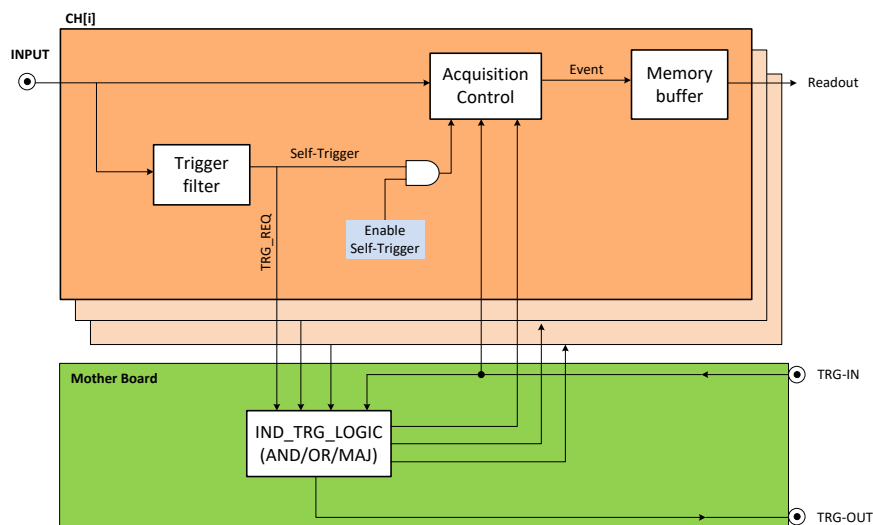 CH[i]
INPUT
Acquisition
Control
Event
Memory
buffer
Readout
Self-Trigger
Trigger
filter
Enable
Self-Trigger
TRG_REQ
Mother Board
TRG-IN
IND_TRG_LOGIC
(AND/OR/MAJ)
TRG-OUT